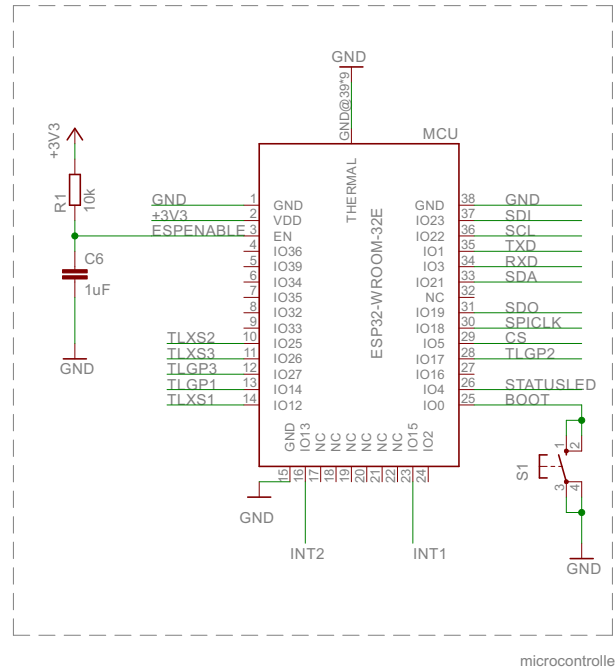 GND
GND@39*9
MCU
THERMAL
ESP32-WROOM-32E
+3V3
R1
10k
C6
1uF
GND
GND 1 GND
+3V3 2 VDD
ESPENABLE 3 EN
4 IO36
5 IO39
6 IO34
7 IO35
8 IO32
9 IO33
TLXS2 10 IO25
TLXS3 11 IO26
TLGP3 12 IO27
TLGP1 13 IO14
TLXS1 14 IO12
GND 38 GND
IO23 37 SDI
IO22 36 SCL
IO1 35 TXD
IO3 34 RXD
IO21 33 SDA
NC 32
IO19 31 SDO
IO18 30 SPICLK
IO5 29 CS
IO17 28 TLGP2
IO16 27
IO4 26 STATUSLED
IO0 25 BOOT
GND IO13 NC NC NC NC NC NC IO15 IO2
15 16 17 18 19 20 21 22 23 24
GND
INT2
INT1
S1
1 2
3 4
GND
microcontrolle